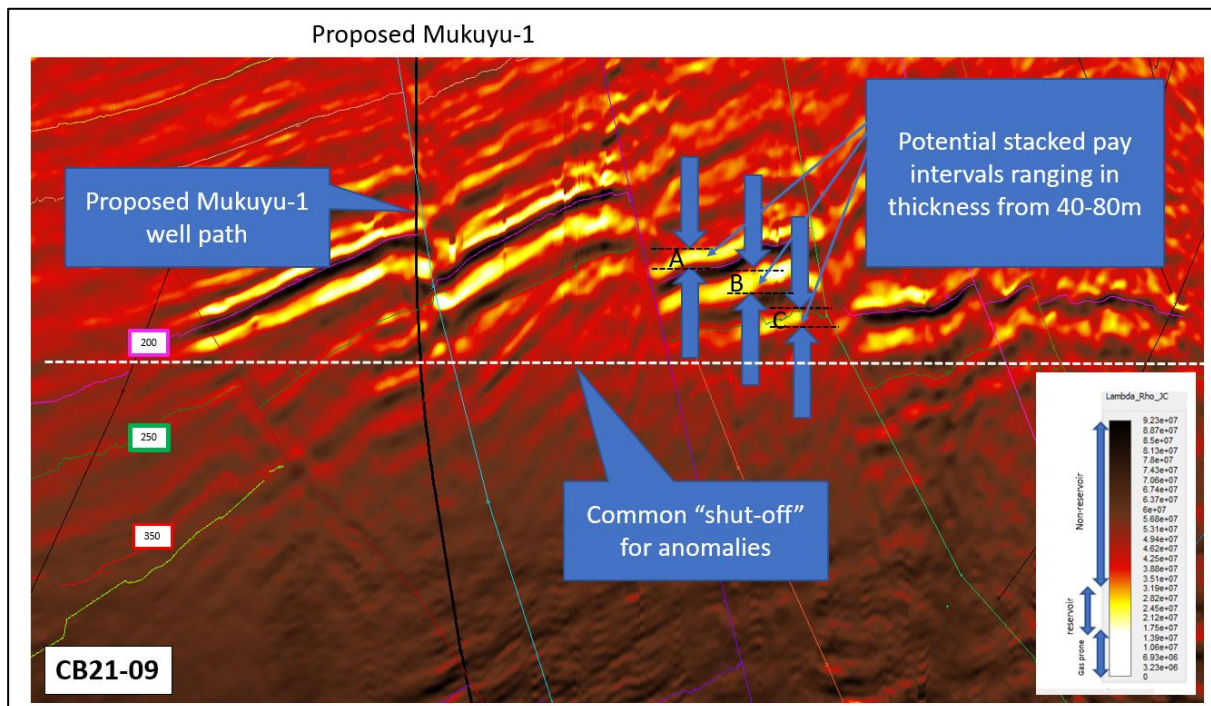 Proposed Mukuyu-1
Proposed Mukuyu-1
well path
Potential stacked pay
intervals ranging in
thickness from 40-80m
A
B
C
200
250
350
Common “shut-off”
for anomalies
CB21-09
Lambda_Rho_JC
9.23e+07
8.87e+07
8.5e+07
8.13e+07
7.8e+07
7.43e+07
7.06e+07
6.74e+07
6.37e+07
6e+07
5.68e+07
5.31e+07
4.94e+07
4.62e+07
4.25e+07
3.88e+07
3.51e+07
3.19e+07
2.82e+07
2.45e+07
2.12e+07
1.75e+07
1.39e+07
1.06e+07
6.93e+06
3.23e+06
0
Non-reservoir
reservoir
Gas prone